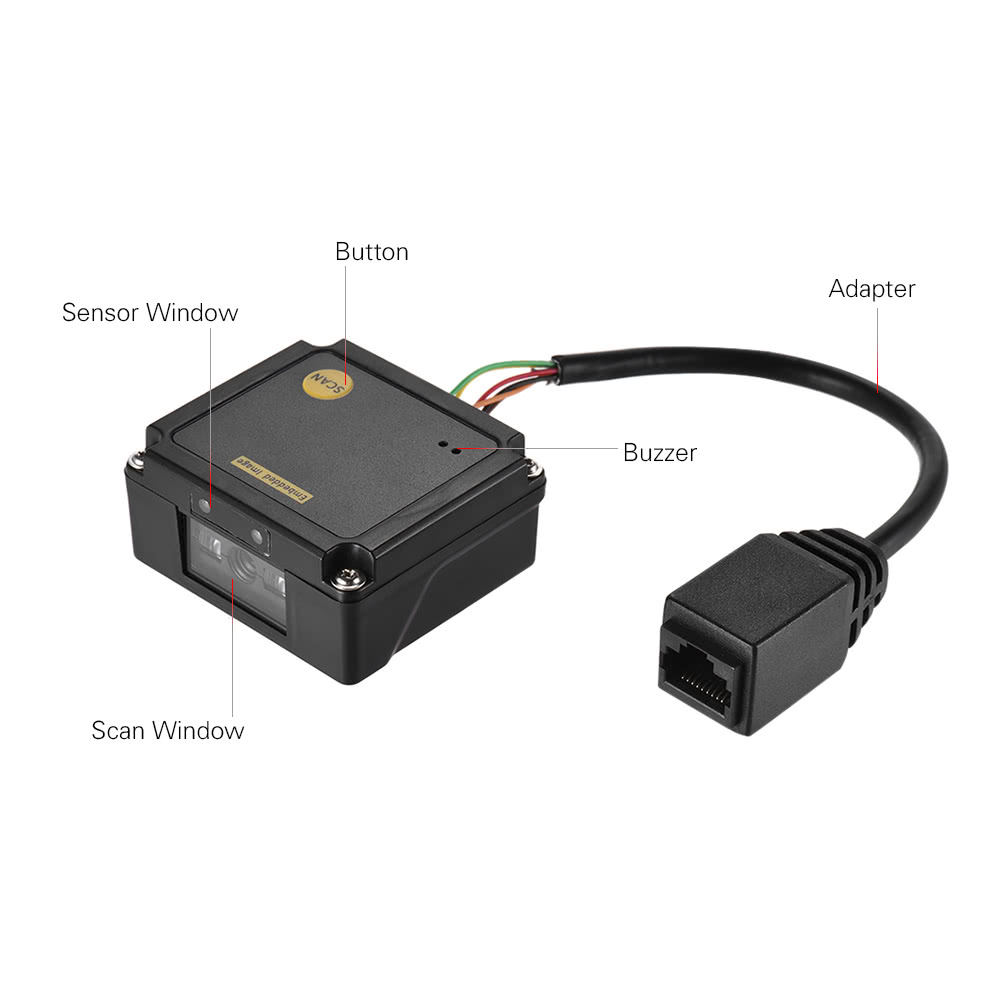 Button
Adapter
Sensor Window
SCAN
Buzzer
Embedded Image
Scan Window